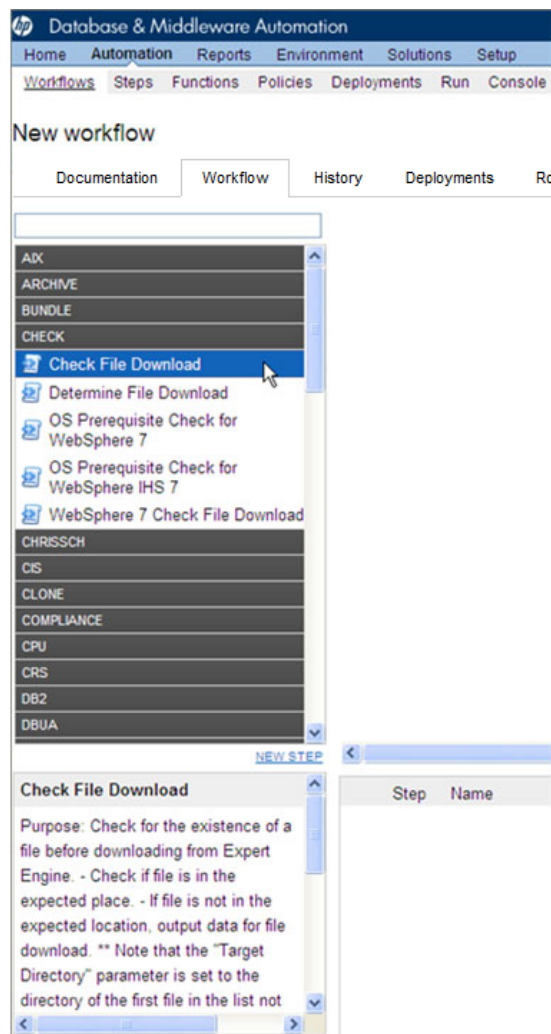 hp Database & Middleware Automation
Home Automation Reports Environment Solutions Setup
Workflows Steps Functions Policies Deployments Run Console
New workflow
Documentation Workflow History Deployments Ro
AIX
ARCHIVE
BUNDLE
CHECK
Check File Download
Determine File Download
OS Prerequisite Check for
WebSphere 7
OS Prerequisite Check for
WebSphere IHS 7
WebSphere 7 Check File Download
CHRISSCH
CIS
CLONE
COMPLIANCE
CPU
CRS
DB2
DBUA
NEW STEP
Check File Download
Step Name
Purpose: Check for the existence of a
file before downloading from Expert
Engine. - Check if file is in the
expected place. - If file is not in the
expected location, output data for file
download. ** Note that the "Target
Directory" parameter is set to the
directory of the first file in the list not